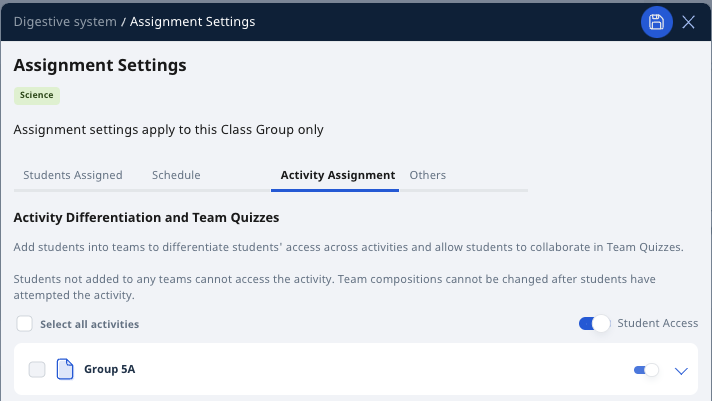 Digestive system / Assignment Settings
Assignment Settings
Science
Assignment settings apply to this Class Group only
Students Assigned Schedule Activity Assignment Others
Activity Differentiation and Team Quizzes
Add students into teams to differentiate students' access across activities and allow students to collaborate in Team Quizzes.
Students not added to any teams cannot access the activity. Team compositions cannot be changed after students have
attempted the activity.
Select all activities Student Access
Group 5A